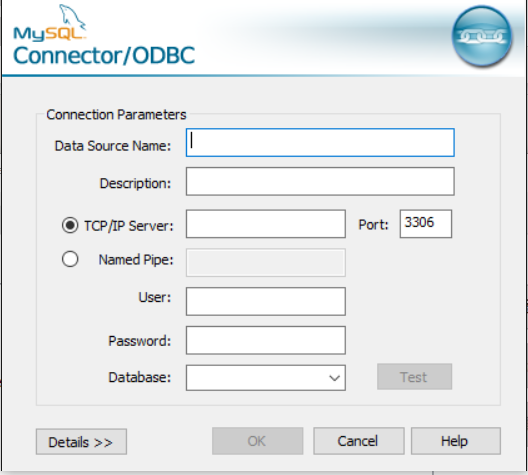 MySQL
Connector/ODBC
Connection Parameters
Data Source Name:
Description:
TCP/IP Server:
Port: 3306
Named Pipe:
User:
Password:
Database:
Test
Details >>
OK
Cancel
Help